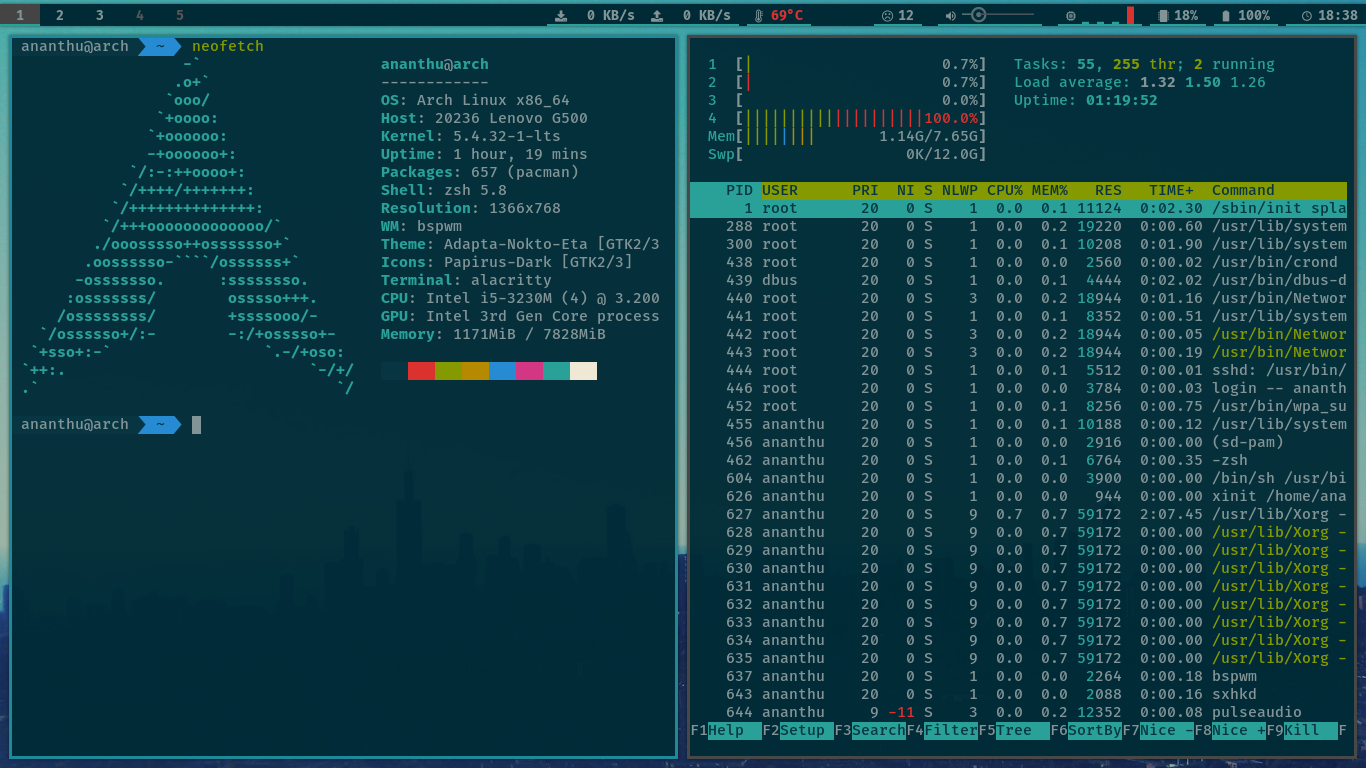 1 2 3 4 5 0 KB/s 0 KB/s 69°C 12 18% 100% 18:38
ananthu@arch ~ neofetch
-`
.o+`
`ooo/
`+oooo:
`+oooooo:
-+oooooo+:
`/:-:++oooo+:
`/++++/+++++++:
`/++++++++++++++:
`/+++ooooooooooooo/`
./ooosssso++osssssso+`
.oossssso-````/ossssss+`
-osssssso. :ssssssso.
:osssssss/ osssso+++.
/ossssssss/ +ssssooo/-
`/ossssso+/:- -:/+osssso+-
`+sso+:-` `.-/+oso:
`++:. `-/+/
.` `/
ananthu@arch
------------
OS: Arch Linux x86_64
Host: 20236 Lenovo G500
Kernel: 5.4.32-1-lts
Uptime: 1 hour, 19 mins
Packages: 657 (pacman)
Shell: zsh 5.8
Resolution: 1366x768
WM: bspwm
Theme: Adapta-Nokto-Eta [GTK2/3
Icons: Papirus-Dark [GTK2/3]
Terminal: alacritty
CPU: Intel i5-3230M (4) @ 3.200
GPU: Intel 3rd Gen Core process
Memory: 1171MiB / 7828MiB
ananthu@arch ~
1 [| 0.7%] Tasks: 55, 255 thr; 2 running
2 [| 0.7%] Load average: 1.32 1.50 1.26
3 [ 0.0%] Uptime: 01:19:52
4 [||||||||||||||||||||100.0%]
Mem[|||||||| 1.14G/7.65G]
Swp[ 0K/12.0G]
PID USER PRI NI S NLWP CPU% MEM% RES TIME+ Command
1 root 20 0 S 1 0.0 0.1 11124 0:02.30 /sbin/init spla
288 root 20 0 S 1 0.0 0.2 19220 0:00.60 /usr/lib/system
300 root 20 0 S 1 0.0 0.1 10208 0:01.90 /usr/lib/system
438 root 20 0 S 1 0.0 0.0 2560 0:00.02 /usr/bin/crond
439 dbus 20 0 S 1 0.0 0.1 4444 0:02.02 /usr/bin/dbus-d
440 root 20 0 S 3 0.0 0.2 18944 0:01.16 /usr/bin/Networ
441 root 20 0 S 1 0.0 0.1 8352 0:00.51 /usr/lib/system
442 root 20 0 S 3 0.0 0.2 18944 0:00.05 /usr/bin/Networ
443 root 20 0 S 3 0.0 0.2 18944 0:00.19 /usr/bin/Networ
444 root 20 0 S 1 0.0 0.1 5512 0:00.01 sshd: /usr/bin/
446 root 20 0 S 1 0.0 0.0 3784 0:00.03 login -- ananth
452 root 20 0 S 1 0.0 0.1 8256 0:00.75 /usr/bin/wpa_su
455 ananthu 20 0 S 1 0.0 0.1 10188 0:00.12 /usr/lib/system
456 ananthu 20 0 S 1 0.0 0.0 2916 0:00.00 (sd-pam)
462 ananthu 20 0 S 1 0.0 0.1 6764 0:00.35 -zsh
604 ananthu 20 0 S 1 0.0 0.0 3900 0:00.00 /bin/sh /usr/bi
626 ananthu 20 0 S 1 0.0 0.0 944 0:00.00 xinit /home/ana
627 ananthu 20 0 S 9 0.7 0.7 59172 2:07.45 /usr/lib/Xorg -
628 ananthu 20 0 S 9 0.0 0.7 59172 0:00.00 /usr/lib/Xorg -
629 ananthu 20 0 S 9 0.0 0.7 59172 0:00.00 /usr/lib/Xorg -
630 ananthu 20 0 S 9 0.0 0.7 59172 0:00.00 /usr/lib/Xorg -
631 ananthu 20 0 S 9 0.0 0.7 59172 0:00.00 /usr/lib/Xorg -
632 ananthu 20 0 S 9 0.0 0.7 59172 0:00.00 /usr/lib/Xorg -
633 ananthu 20 0 S 9 0.0 0.7 59172 0:00.00 /usr/lib/Xorg -
634 ananthu 20 0 S 9 0.0 0.7 59172 0:00.00 /usr/lib/Xorg -
635 ananthu 20 0 S 9 0.0 0.7 59172 0:00.00 /usr/lib/Xorg -
637 ananthu 20 0 S 1 0.0 0.0 2264 0:00.18 bspwm
643 ananthu 20 0 S 1 0.0 0.0 2088 0:00.16 sxhkd
644 ananthu 9 -11 S 3 0.0 0.2 12352 0:00.08 pulseaudio
F1Help F2Setup F3SearchF4FilterF5Tree F6SortByF7Nice -F8Nice +F9Kill F